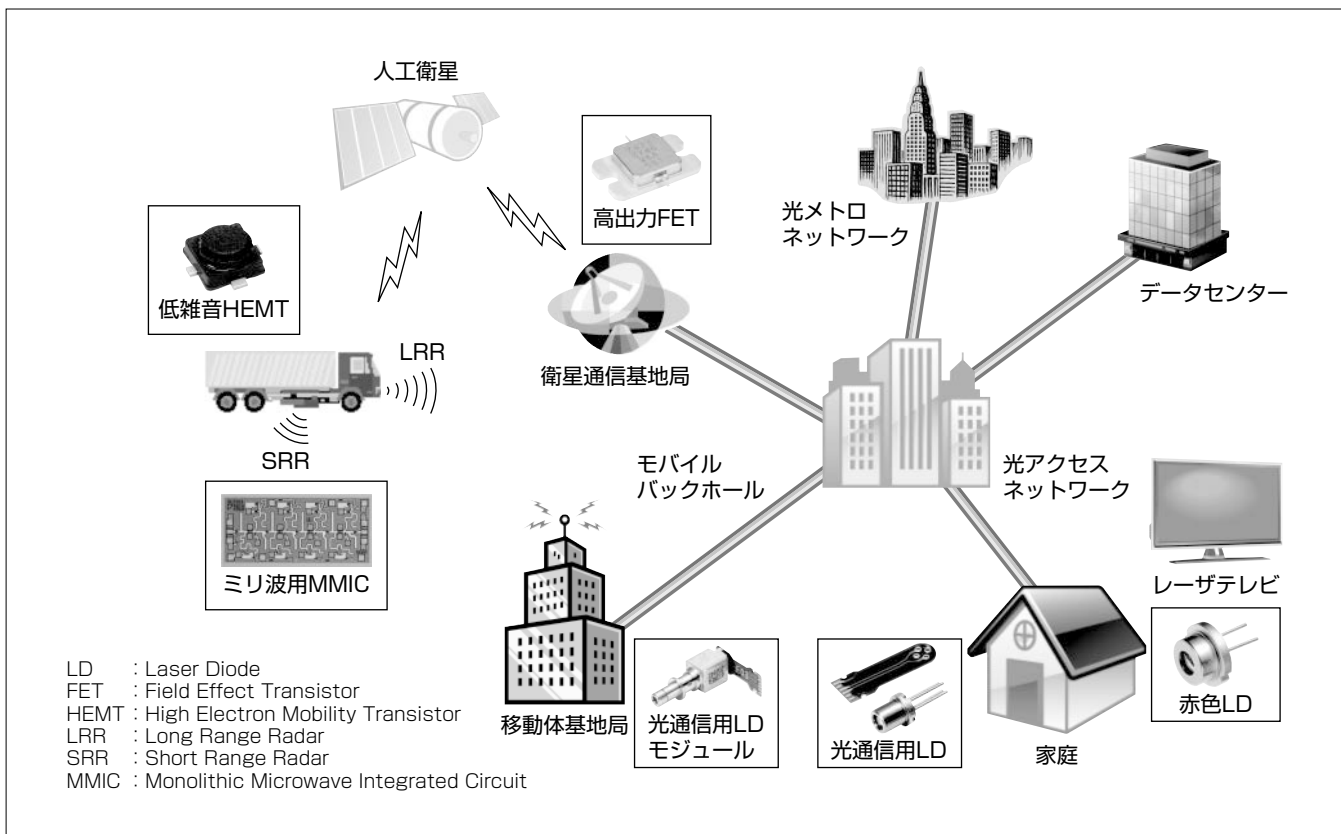 人工衛星
高出力FET
光メトロ
ネットワーク
データセンター
低雑音HEMT
LRR
衛星通信基地局
SRR
モバイル
バックホール
光アクセス
ネットワーク
ミリ波用MMIC
レーザテレビ
移動体基地局
光通信用LD
モジュール
光通信用LD
家庭
赤色LD
LD : Laser Diode
FET : Field Effect Transistor
HEMT : High Electron Mobility Transistor
LRR : Long Range Radar
SRR : Short Range Radar
MMIC : Monolithic Microwave Integrated Circuit